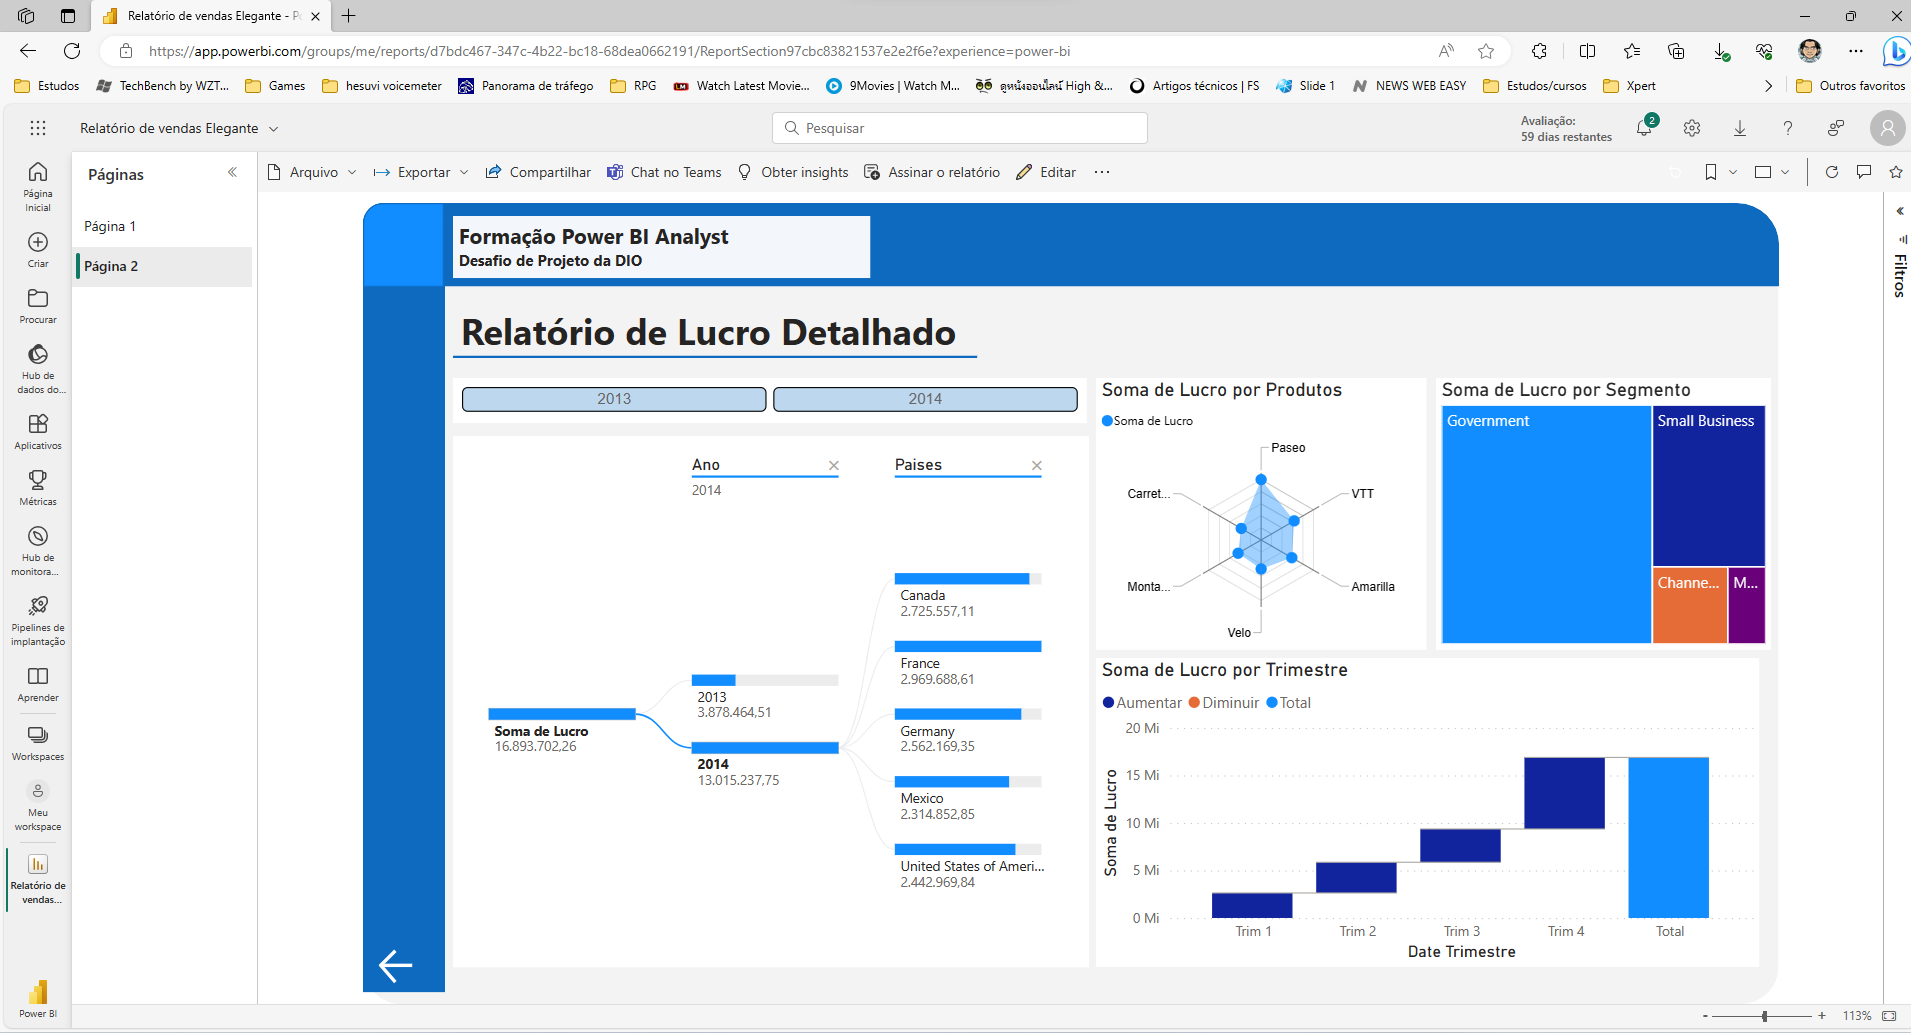 Relatório de vendas Elegante - Po
https://app.powerbi.com/groups/me/reports/d7bdc467-347c-4b22-bc18-68dea0662191/ReportSection97cbc83821537e2e2f6e?experience=power-bi
Estudos
TechBench by WZT...
Games
hesuvi voicemeter
Panorama de tráfego
RPG
Watch Latest Movie...
9Movies | Watch M...
ดูหนังออนไลน์ High &...
Artigos técnicos | FS
Slide 1
NEWS WEB EASY
Estudos/cursos
Xpert
Outros favoritos
Relatório de vendas Elegante
Pesquisar
Avaliação:
59 dias restantes
2
Página
Inicial
Criar
Procurar
Hub de
dados do...
Aplicativos
Métricas
Hub de
monitora...
Pipelines de
implantação
Aprender
Workspaces
Meu
workspace
Relatório de
vendas...
Power BI
Páginas
Página 1
Página 2
Arquivo
Exportar
Compartilhar
Chat no Teams
Obter insights
Assinar o relatório
Editar
Filtros
Formação Power BI Analyst
Desafio de Projeto da DIO
Relatório de Lucro Detalhado
2013
2014
Ano
2014
Paises
Soma de Lucro
16.893.702,26
2013
3.878.464,51
2014
13.015.237,75
Canada
2.725.557,11
France
2.969.688,61
Germany
2.562.169,35
Mexico
2.314.852,85
United States of Ameri...
2.442.969,84
Soma de Lucro por Produtos
Soma de Lucro
Paseo
VTT
Amarilla
Velo
Monta...
Carret...
Soma de Lucro por Segmento
Government
Small Business
Channe...
M...
Soma de Lucro por Trimestre
Aumentar
Diminuir
Total
Soma de Lucro
20 Mi
15 Mi
10 Mi
5 Mi
0 Mi
Trim 1
Trim 2
Trim 3
Trim 4
Total
Date Trimestre
113%